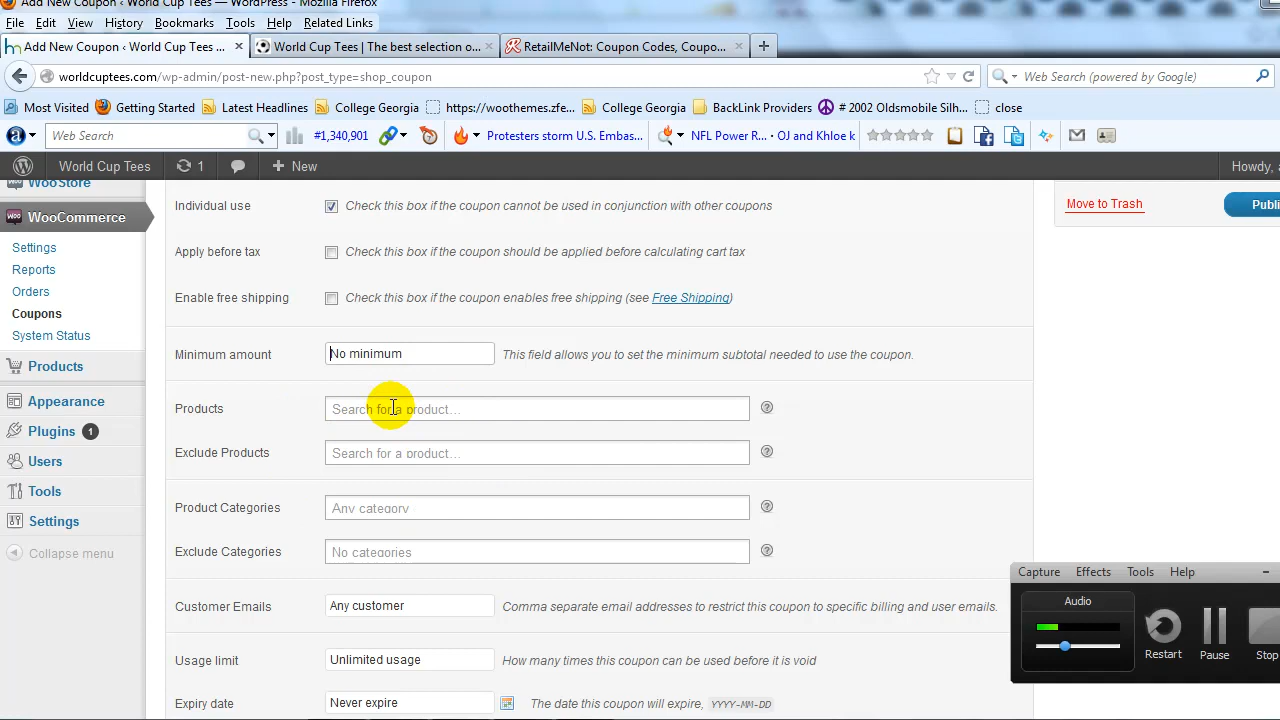 Add New Coupon ‹ World Cup Tees — WordPress - Mozilla Firefox
File Edit View History Bookmarks Tools Help Related Links
Add New Coupon ‹ World Cup Tees ... × World Cup Tees | The best selection o... × RetailMeNot: Coupon Codes, Coupo... ×
worldcuptees.com/wp-admin/post-new.php?post_type=shop_coupon Web Search (powered by Google)
Most Visited Getting Started Latest Headlines College Georgia https://woothemes.zfe... College Georgia BackLink Providers # 2002 Oldsmobile Silh... close
Web Search #1,340,901 Protesters storm U.S. Embas... NFL Power R... • OJ and Khloe k
World Cup Tees 1 + New Howdy, a
WooStore
WooCommerce
Settings
Reports
Orders
Coupons
System Status
Products
Appearance
Plugins 1
Users
Tools
Settings
Collapse menu
Individual use Check this box if the coupon cannot be used in conjunction with other coupons
Apply before tax Check this box if the coupon should be applied before calculating cart tax
Enable free shipping Check this box if the coupon enables free shipping (see Free Shipping)
Minimum amount No minimum This field allows you to set the minimum subtotal needed to use the coupon.
Products Search for a product…
Exclude Products Search for a product…
Product Categories Any category
Exclude Categories No categories
Customer Emails Any customer Comma separate email addresses to restrict this coupon to specific billing and user emails.
Usage limit Unlimited usage How many times this coupon can be used before it is void
Expiry date Never expire The date this coupon will expire, YYYY-MM-DD
Move to Trash Publi
Capture Effects Tools Help
Audio
Restart Pause Stop